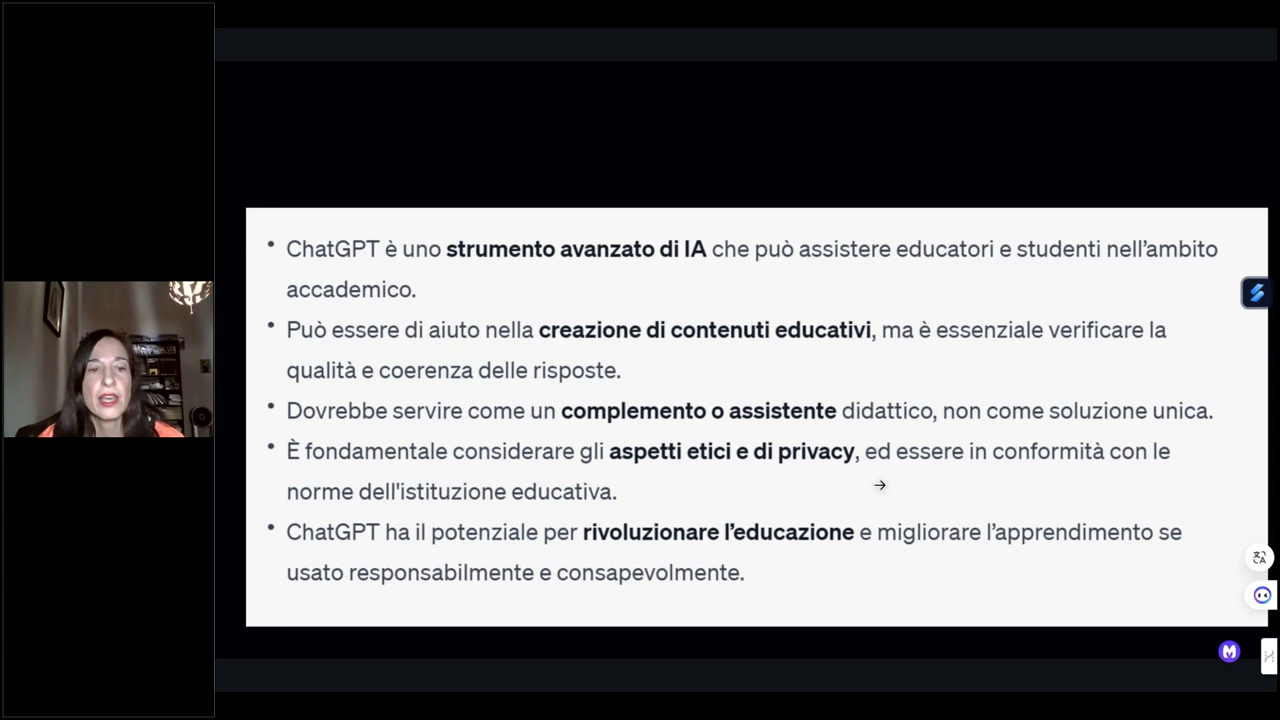 • ChatGPT è uno strumento avanzato di IA che può assistere educatori e studenti nell’ambito
accademico.
• Può essere di aiuto nella creazione di contenuti educativi, ma è essenziale verificare la
qualità e coerenza delle risposte.
• Dovrebbe servire come un complemento o assistente didattico, non come soluzione unica.
• È fondamentale considerare gli aspetti etici e di privacy, ed essere in conformità con le
norme dell'istituzione educativa.
• ChatGPT ha il potenziale per rivoluzionare l’educazione e migliorare l’apprendimento se
usato responsabilmente e consapevolmente.